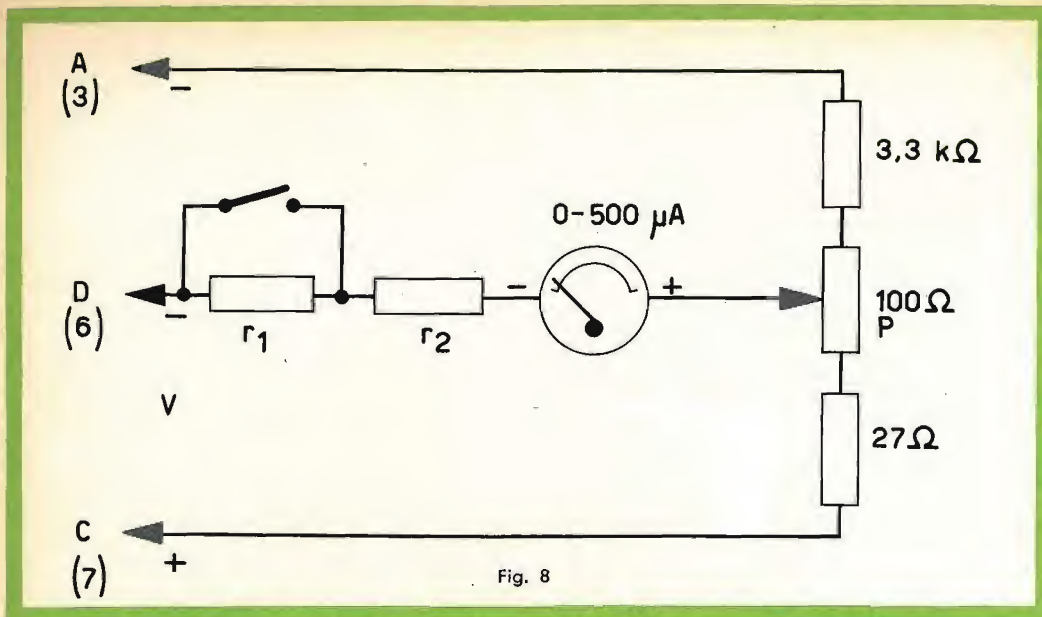 A
(3)
-
3,3 kΩ
0-500 μA
D
(6)
-
r1
r2
-
+
100Ω
P
V
27Ω
C
(7)
+
Fig. 8